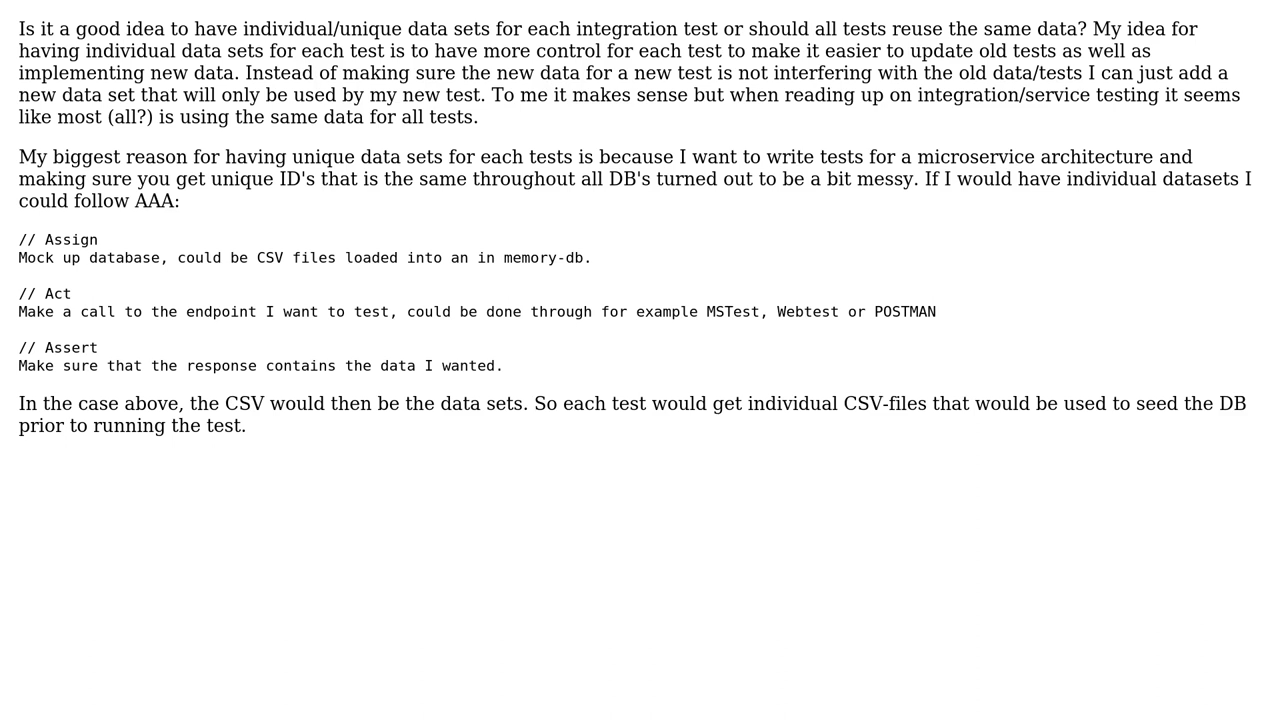 Is it a good idea to have individual/unique data sets for each integration test or should all tests reuse the same data? My idea for
having individual data sets for each test is to have more control for each test to make it easier to update old tests as well as
implementing new data. Instead of making sure the new data for a new test is not interfering with the old data/tests I can just add a
new data set that will only be used by my new test. To me it makes sense but when reading up on integration/service testing it seems
like most (all?) is using the same data for all tests.
My biggest reason for having unique data sets for each tests is because I want to write tests for a microservice architecture and
making sure you get unique ID's that is the same throughout all DB's turned out to be a bit messy. If I would have individual datasets I
could follow AAA:
// Assign
Mock up database, could be CSV files loaded into an in memory-db.
// Act
Make a call to the endpoint I want to test, could be done through for example MSTest, Webtest or POSTMAN
// Assert
Make sure that the response contains the data I wanted.
In the case above, the CSV would then be the data sets. So each test would get individual CSV-files that would be used to seed the DB
prior to running the test.